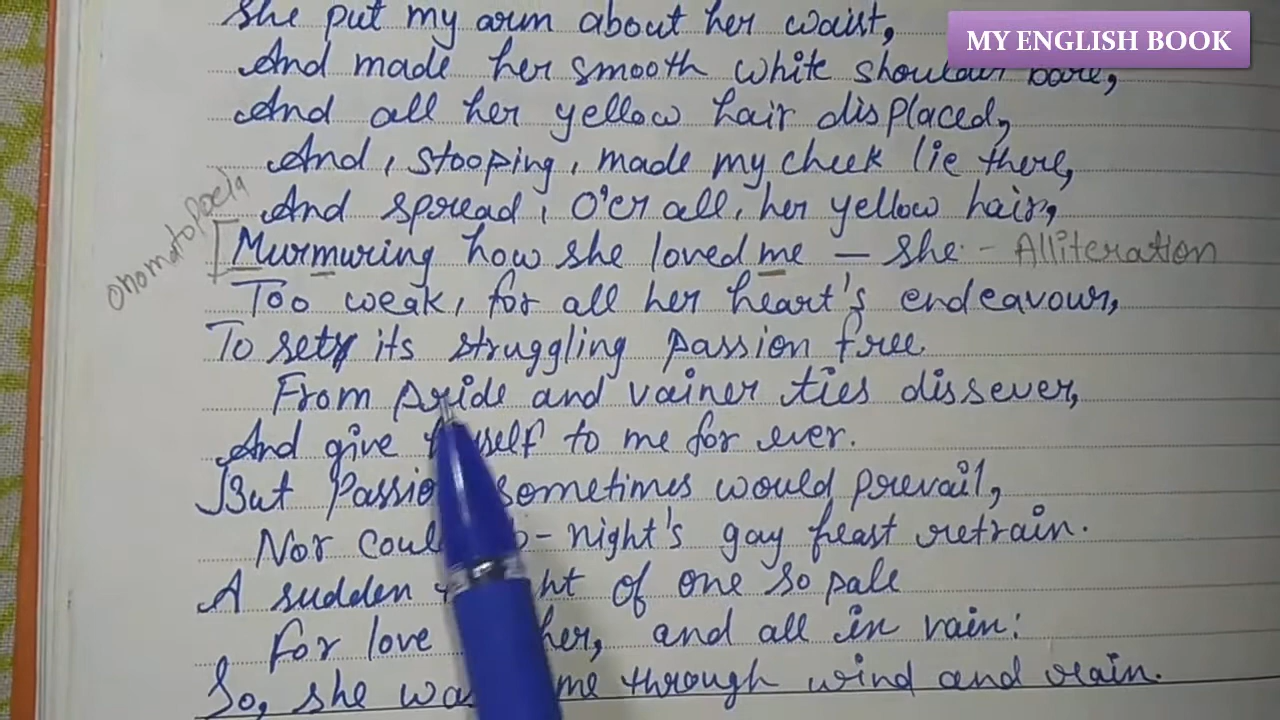 She put my arm about her waist,
MY ENGLISH BOOK
And made her smooth white shoulder bare,
And all her yellow hair displaced,
And, stooping, made my cheek lie there,
And spread, o'er all, her yellow hair,
onomatopoeia
Murmuring how she loved me — she - Alliteration
Too weak, for all her heart's endeavour,
To set its struggling passion free
From pride and vainer ties dissever,
And give to me for ever.
But Passion sometimes would prevail,
Nor could -night's gay feast retrain.
A sudden of one so pale
For love her, and all in vain:
So, she was me through wind and rain.